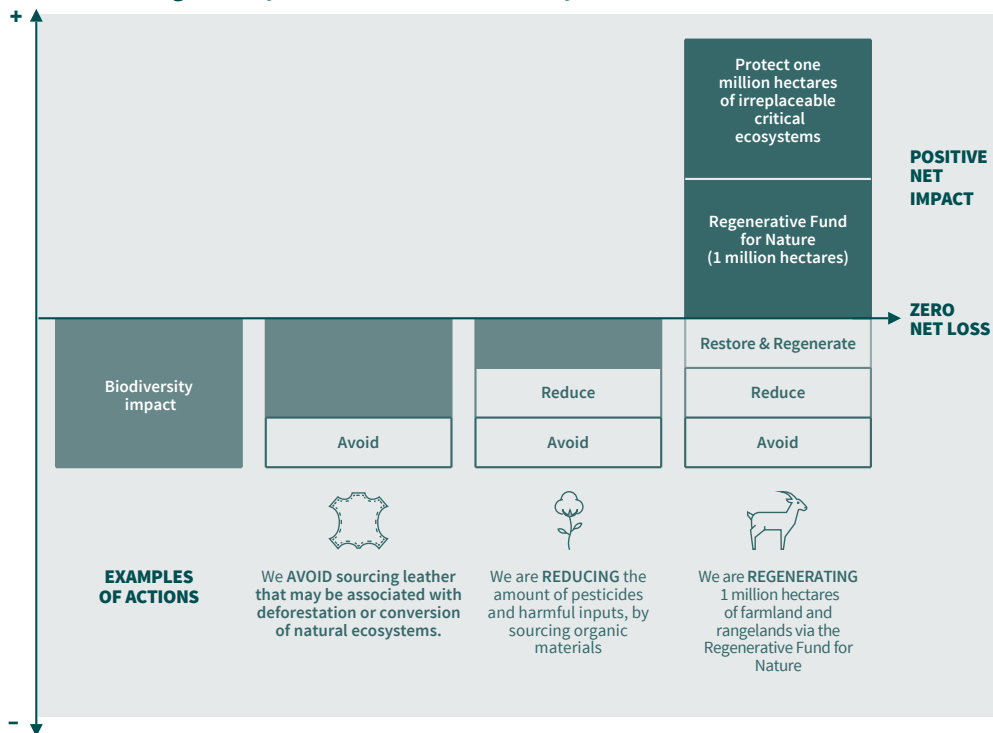 +
Protect one
million hectares
of irreplaceable
critical
ecosystems
POSITIVE
NET
IMPACT
Regenerative Fund
for Nature
(1 million hectares)
ZERO
NET LOSS
Biodiversity
impact
Avoid
Reduce
Avoid
Restore & Regenerate
Reduce
Avoid
EXAMPLES
OF ACTIONS
We AVOID sourcing leather
that may be associated with
deforestation or conversion
of natural ecosystems.
We are REDUCING the
amount of pesticides
and harmful inputs, by
sourcing organic
materials
We are REGENERATING
1 million hectares
of farmland and
rangelands via the
Regenerative Fund for
Nature
–